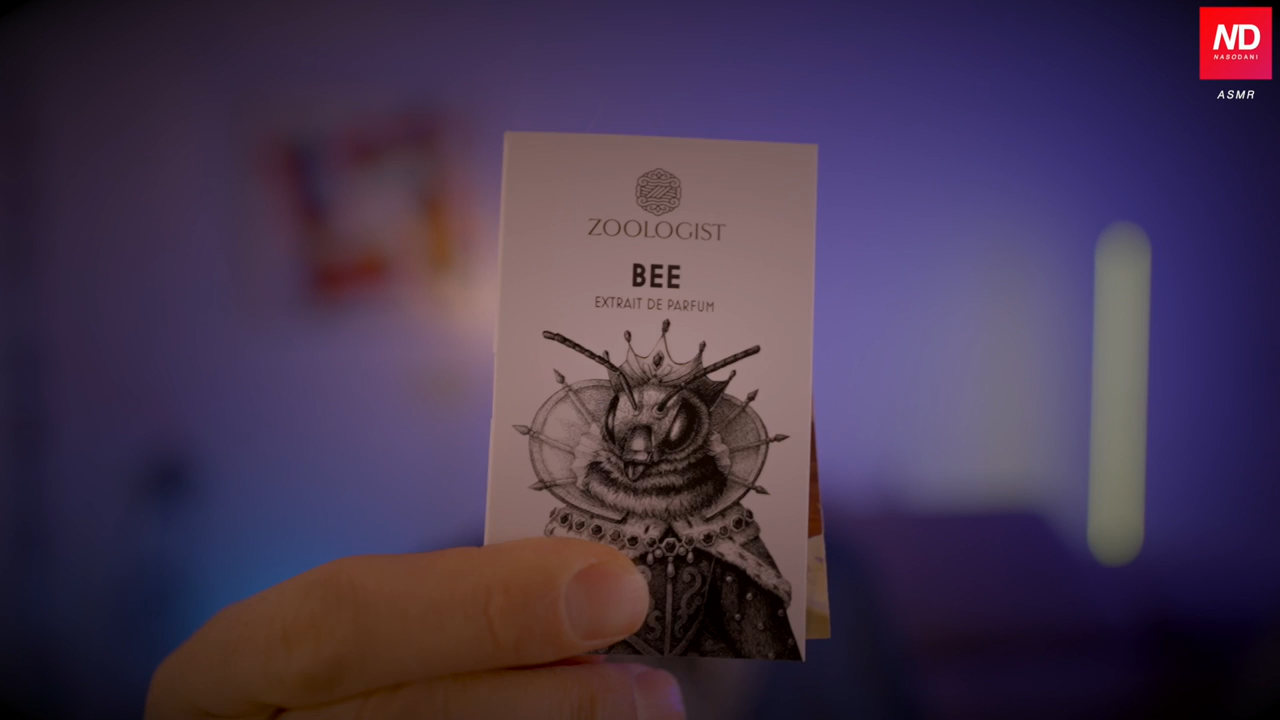 ND
NASODANI
ASMR
ZOOLOGIST
BEE
EXTRAIT DE PARFUM